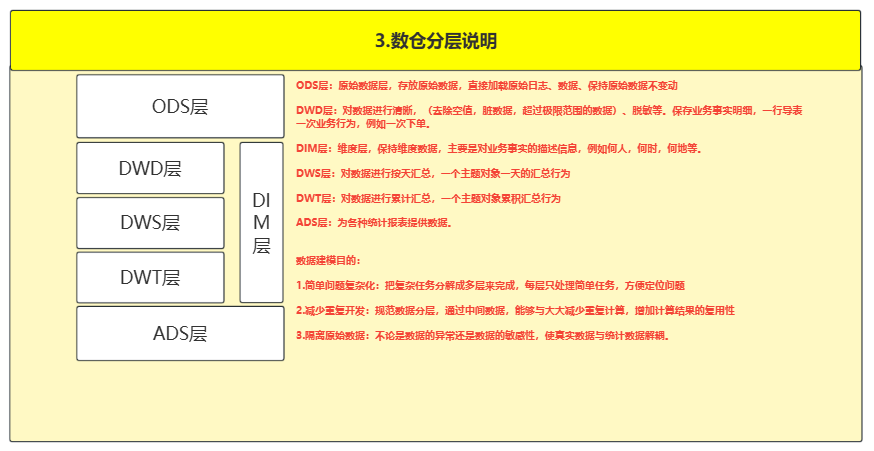 3.数仓分层说明
ODS层
DWD层
DWS层
DWT层
DIM层
ADS层
ODS层：原始数据层，存放原始数据，直接加载原始日志、数据、保持原始数据不变动
DWD层：对数据进行清晰，（去除空值，脏数据，超过极限范围的数据）、脱敏等。保存业务事实明细，一行导表
一次业务行为，例如一次下单。
DIM层：维度层，保持维度数据，主要是对业务事实的描述信息，例如何人，何时，何地等。
DWS层：对数据进行按天汇总，一个主题对象一天的汇总行为
DWT层：对数据进行累计汇总，一个主题对象累积汇总行为
ADS层：为各种统计报表提供数据。
数据建模目的：
1.简单问题复杂化：把复杂任务分解成多层来完成，每层只处理简单任务，方便定位问题
2.减少重复开发：规范数据分层，通过中间数据，能够与大大减少重复计算，增加计算结果的复用性
3.隔离原始数据：不论是数据的异常还是数据的敏感性，使真实数据与统计数据解耦。